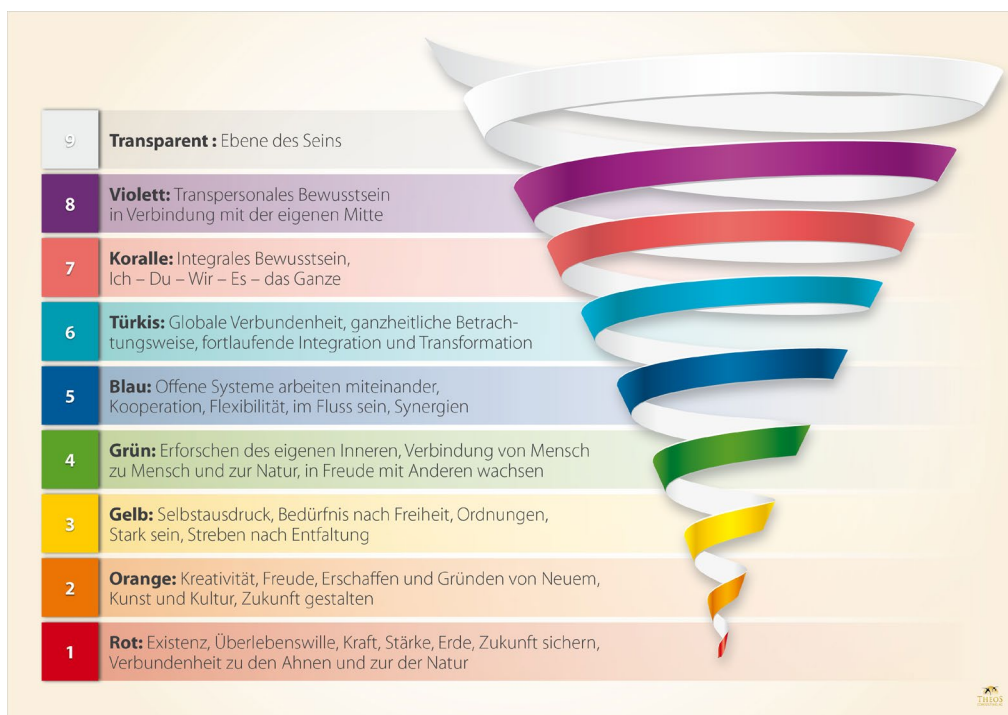 9
Transparent : Ebene des Seins
8
Violett: Transpersonales Bewusstsein
in Verbindung mit der eigenen Mitte
7
Koralle: Integrales Bewusstsein,
Ich – Du – Wir – Es – das Ganze
6
Türkis: Globale Verbundenheit, ganzheitliche Betrach-
tungsweise, fortlaufende Integration und Transformation
5
Blau: Offene Systeme arbeiten miteinander,
Kooperation, Flexibilität, im Fluss sein, Synergien
4
Grün: Erforschen des eigenen Inneren, Verbindung von Mensch
zu Mensch und zur Natur, in Freude mit Anderen wachsen
3
Gelb: Selbstausdruck, Bedürfnis nach Freiheit, Ordnungen,
Stark sein, Streben nach Entfaltung
2
Orange: Kreativität, Freude, Erschaffen und Gründen von Neuem,
Kunst und Kultur, Zukunft gestalten
1
Rot: Existenz, Überlebenswille, Kraft, Stärke, Erde, Zukunft sichern,
Verbundenheit zu den Ahnen und zur der Natur
THIOS